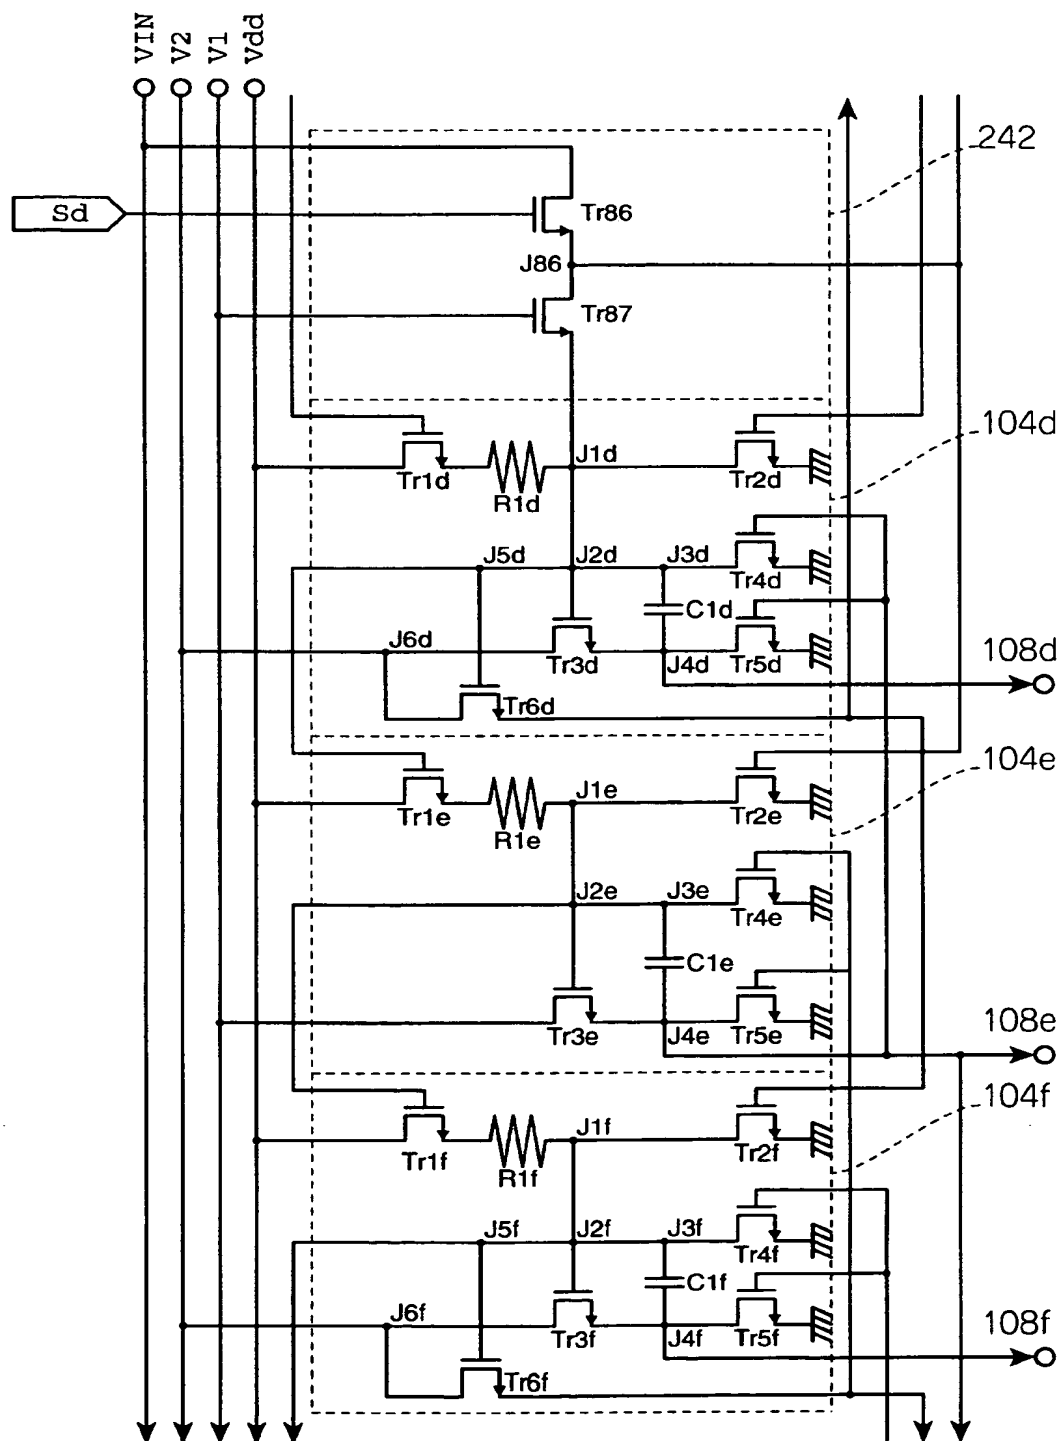 VIN V2 V1 Vdd
242
Sd
Tr86
J86
Tr87
104d
J1d
Tr1d R1d Tr2d
J5d J2d J3d
Tr4d
C1d
J6d
Tr3d J4d Tr5d
108d
Tr6d
104e
J1e
Tr1e R1e Tr2e
J2e J3e
Tr4e
C1e
Tr3e J4e Tr5e
108e
104f
J1f
Tr1f R1f Tr2f
J5f J2f J3f
Tr4f
C1f
J6f
Tr3f J4f Tr5f
108f
Tr6f